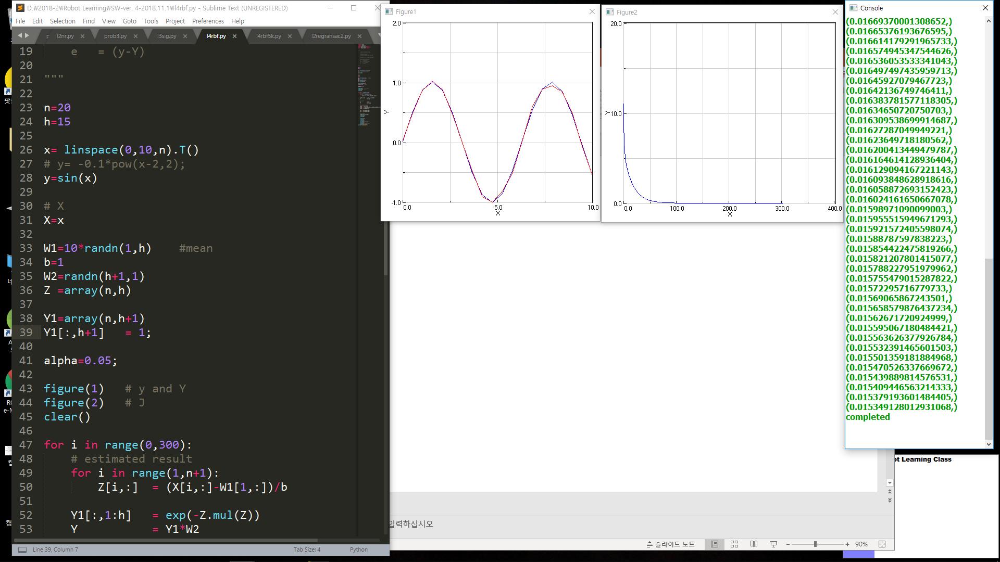 D:₩2018-2₩Robot Learning₩SW-ver. 4-2018.11.1₩l4rbf.py - Sublime Text (UNREGISTERED)
File Edit Selection Find View Goto Tools Project Preferences Help
l2nr.py prob3.py l3sig.py l4rbf.py l4rbf5k.py l2regransac2.py
19 e = (y-Y)
20
21 """
22
23 n=20
24 h=15
25
26 x= linspace(0,10,n).T()
27 # y= -0.1*pow(x-2,2);
28 y=sin(x)
29
30 # X
31 X=x
32
33 W1=10*randn(1,h) #mean
34 b=1
35 W2=randn(h+1,1)
36 Z =array(n,h)
37
38 Y1=array(n,h+1)
39 Y1[:,h+1] = 1;
40
41 alpha=0.05;
42
43 figure(1) # y and Y
44 figure(2) # J
45 clear()
46
47 for i in range(0,300):
48 # estimated result
49 for i in range(1,n+1):
50 Z[i,:] = (X[i,:]-W1[1,:])/b
51
52 Y1[:,1:h] = exp(-Z.mul(Z))
53 Y = Y1*W2
Line 39, Column 7 Tab Size: 4 Python
Figure1
2.0
1.0
Y
0.0
-1.0
0.0 5.0 10.0
X
Figure2
20.0
Y
10.0
0.0
0.0 100.0 200.0 300.0 400.0
X
Console
(0.01669370001308652,)
(0.01665376193676595,)
(0.016614179291965733,)
(0.016574945347544626,)
(0.016536053533341043,)
(0.016497497435959713,)
(0.01645927079467723,)
(0.01642136749746411,)
(0.016383781577118305,)
(0.01634650720750703,)
(0.016309538699914687,)
(0.01627287049949221,)
(0.01623649718180562,)
(0.016200413449479787,)
(0.016164614128936404,)
(0.016129094167221143,)
(0.016093848628918616,)
(0.016058872693152423,)
(0.016024161650667078,)
(0.01598971090099003,)
(0.015955515949671293,)
(0.015921572405598074,)
(0.01588787597838223,)
(0.015854422475819266,)
(0.015821207801415077,)
(0.015788227951979962,)
(0.015755479015287822,)
(0.01572295716779733,)
(0.01569065867243501,)
(0.015658579876437234,)
(0.01562671720924999,)
(0.015595067180484421,)
(0.015563626377926784,)
(0.015532391465601503,)
(0.015501359181884968,)
(0.015470526337669672,)
(0.015439889814576531,)
(0.015409446563214333,)
(0.015379193601484405,)
(0.015349128012931068,)
completed
ot Learning Class
입력하십시오
슬라이드 노트 90%